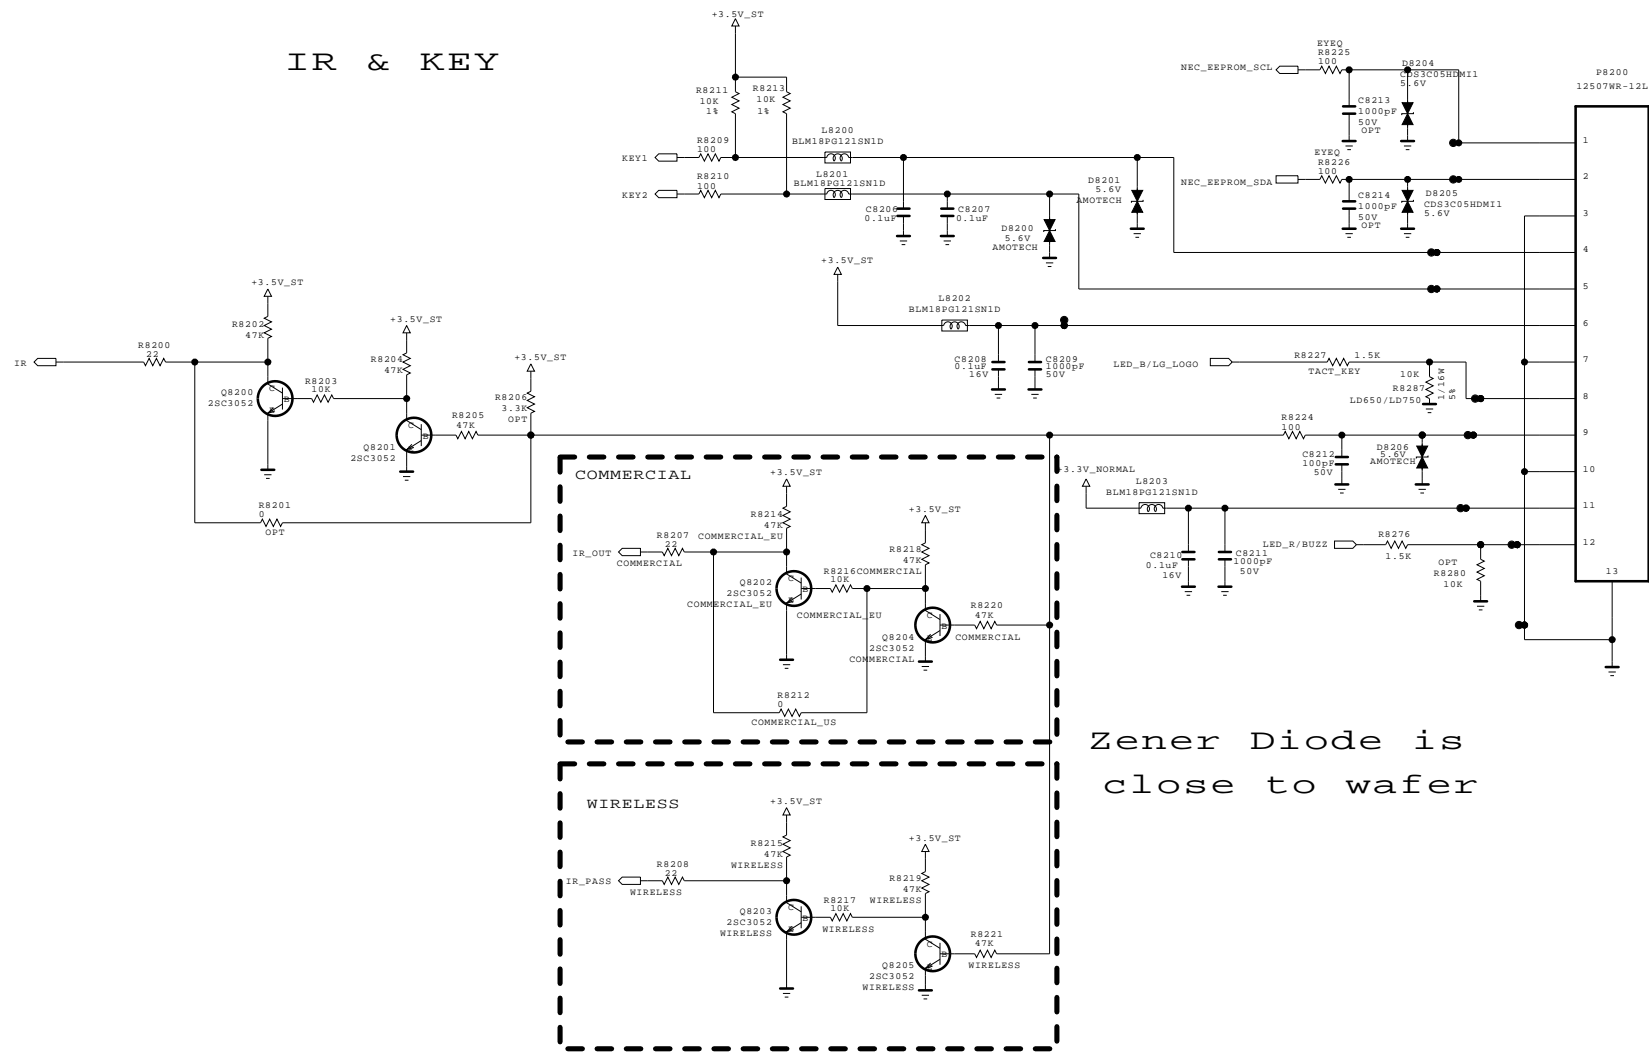 IR & KEY
+3.5V_ST
R8211
10K
1%
R8213
10K
1%
KEY1
R8209
100
L8200
BLM18PG121SN1D
KEY2
R8210
100
L8201
BLM18PG121SN1D
C8206
0.1uF
C8207
0.1uF
D8200
5.6V
AMOTECH
D8201
5.6V
AMOTECH
NEC_EEPROM_SCL
EYEQ
R8225
100
C8213
1000pF
50V
OPT
D8204
CDS3C05HDMI1
5.6V
NEC_EEPROM_SDA
EYEQ
R8226
100
C8214
1000pF
50V
OPT
D8205
CDS3C05HDMI1
5.6V
P8200
12507WR-12L
1
2
3
4
5
6
7
8
9
10
11
12
13
+3.5V_ST
L8202
BLM18PG121SN1D
C8208
0.1uF
16V
C8209
1000pF
50V
LED_B/LG_LOGO
R8227
1.5K
TACT_KEY
10K
R8287
LD650/LD750
1/16W
5%
R8224
100
C8212
100pF
50V
D8206
5.6V
AMOTECH
+3.3V_NORMAL
L8203
BLM18PG121SN1D
C8210
0.1uF
16V
C8211
1000pF
50V
LED_R/BUZZ
R8276
1.5K
OPT
R8280
10K
IR
R8200
22
+3.5V_ST
R8202
47K
Q8200
2SC3052
C
B
E
R8203
10K
+3.5V_ST
R8204
47K
Q8201
2SC3052
C
B
E
R8205
47K
+3.5V_ST
R8206
3.3K
OPT
R8201
0
OPT
COMMERCIAL
+3.5V_ST
R8214
47K
COMMERCIAL_EU
IR_OUT
R8207
22
COMMERCIAL
Q8202
2SC3052
COMMERCIAL_EU
C
B
E
R8216
10K
COMMERCIAL_EU
+3.5V_ST
R8218
47K
COMMERCIAL
Q8204
2SC3052
COMMERCIAL
C
B
E
R8220
47K
COMMERCIAL
R8212
0
COMMERCIAL_US
WIRELESS
+3.5V_ST
R8215
47K
WIRELESS
IR_PASS
R8208
22
WIRELESS
Q8203
2SC3052
WIRELESS
C
B
E
R8217
10K
WIRELESS
+3.5V_ST
R8219
47K
WIRELESS
Q8205
2SC3052
WIRELESS
C
B
E
R8221
47K
WIRELESS
Zener Diode is
close to wafer